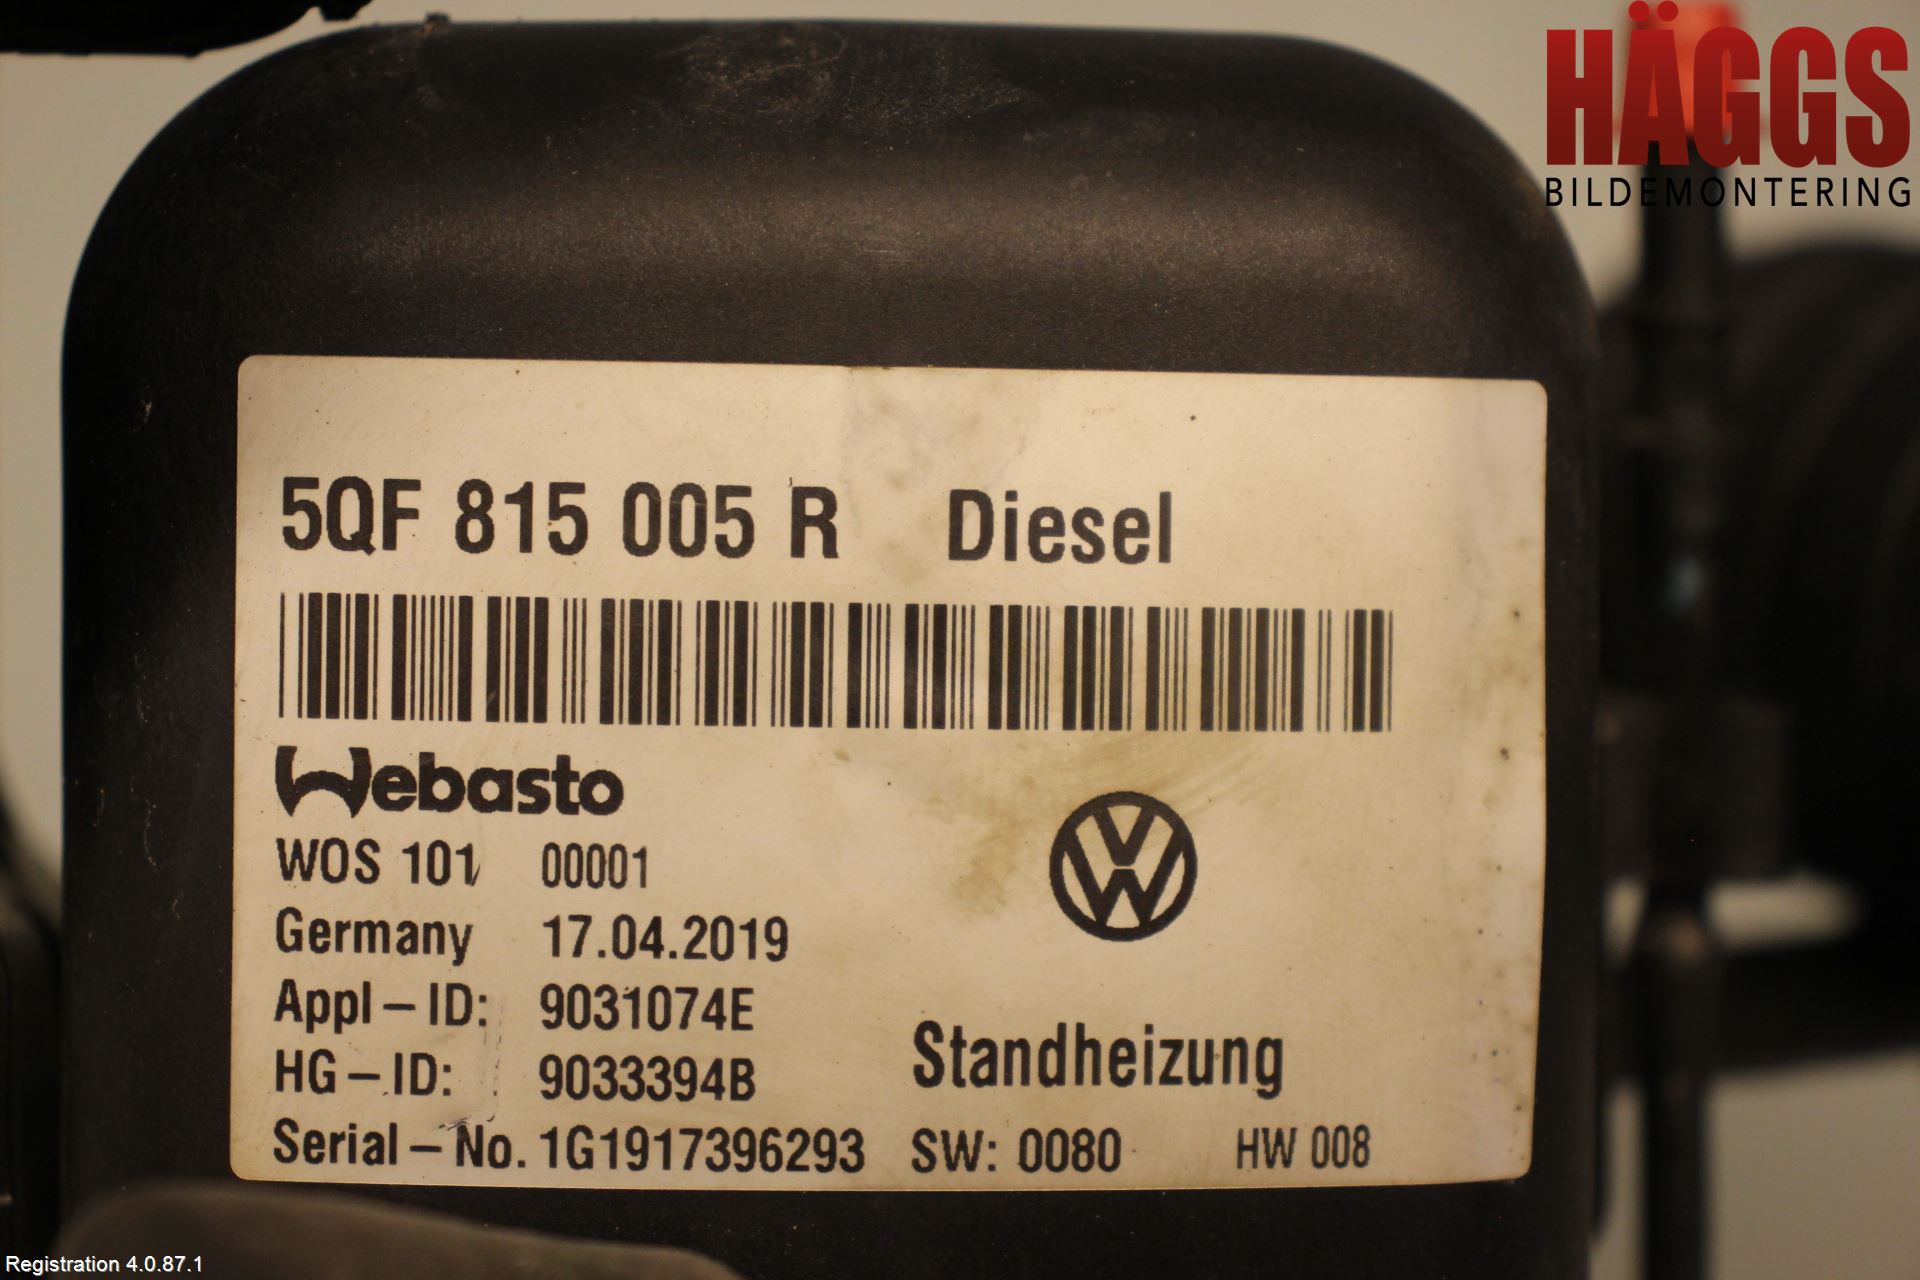 HÄGGS
BILDEMONTERING
5QF 815 005 R Diesel
Webasto
WOS 101 00001
Germany 17.04.2019
Appl-ID: 9031074E
HG-ID: 9033394B
Standheizung
Serial-No. 1G1917396293 SW: 0080 HW 008
Registration 4.0.87.1